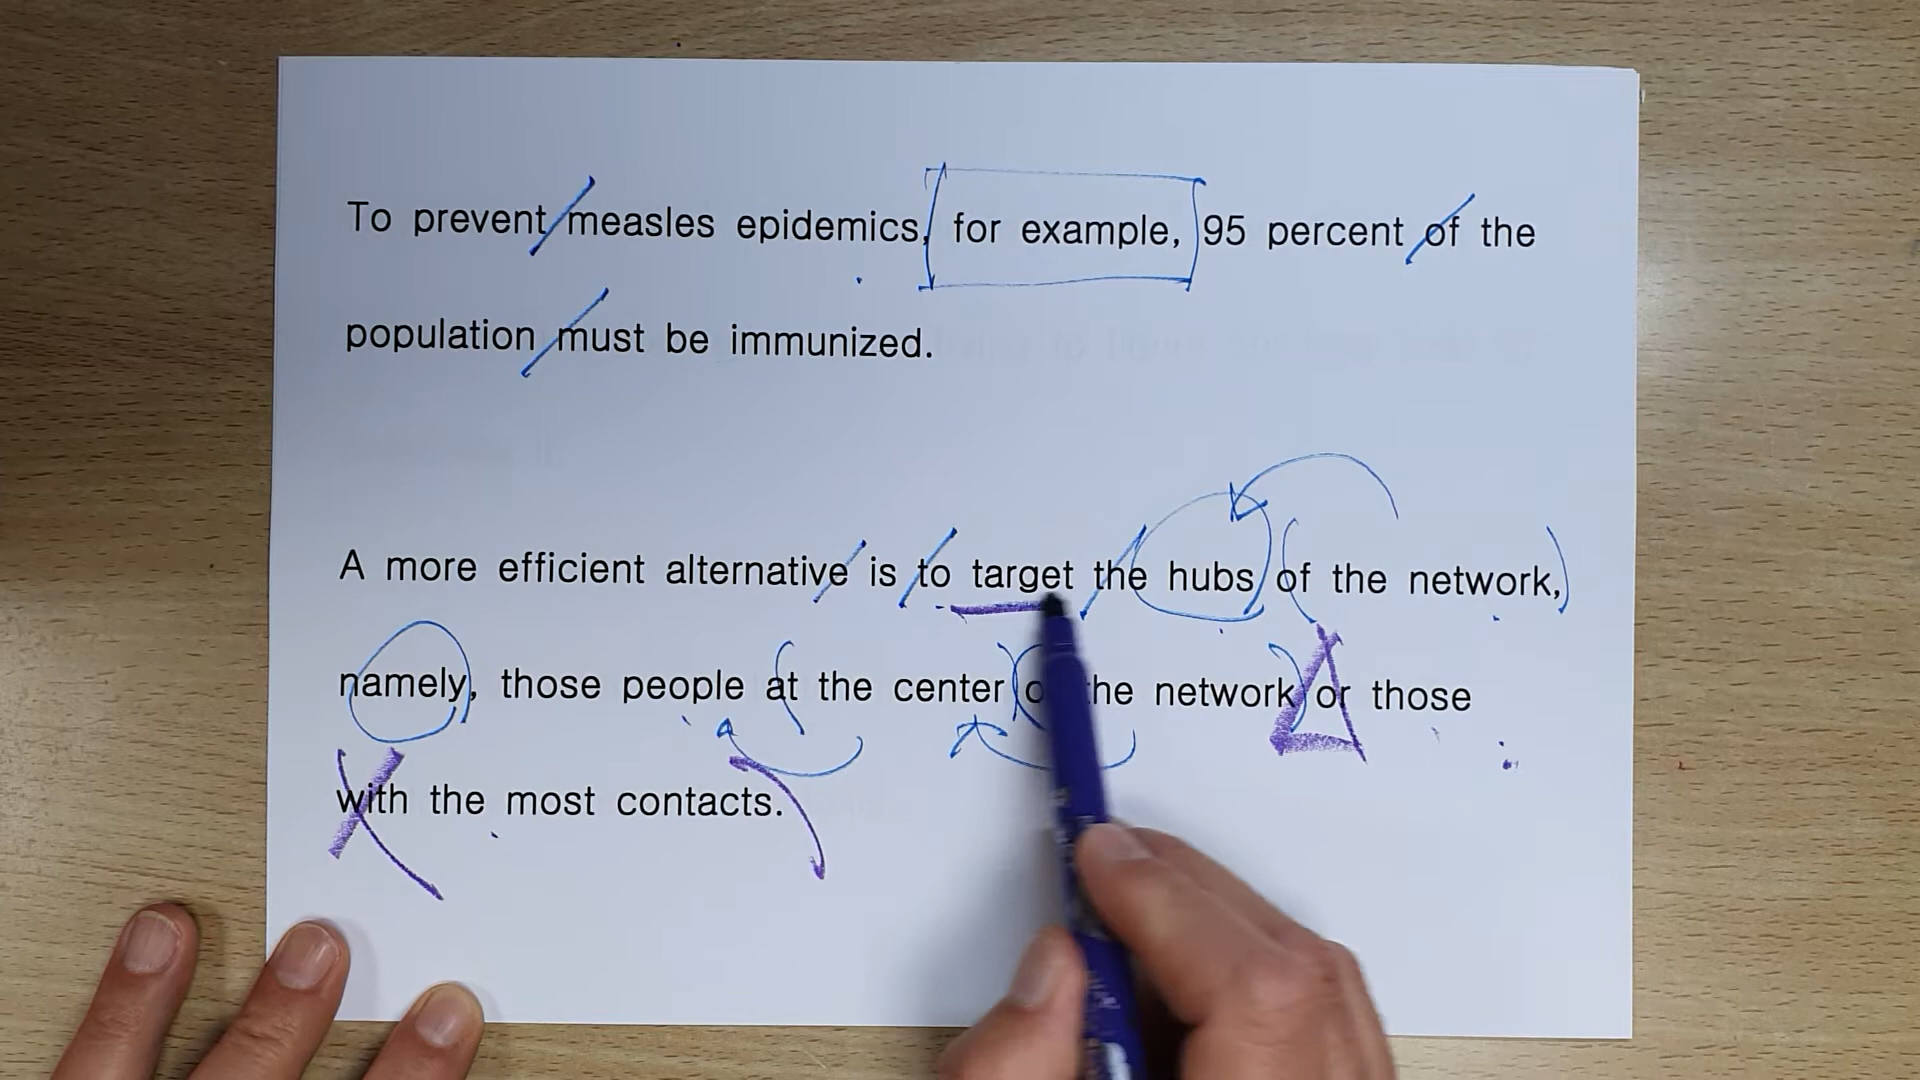 To prevent measles epidemics, for example, 95 percent of the
population must be immunized.
A more efficient alternative is to target the hubs of the network,
namely, those people at the center the network or those
with the most contacts.